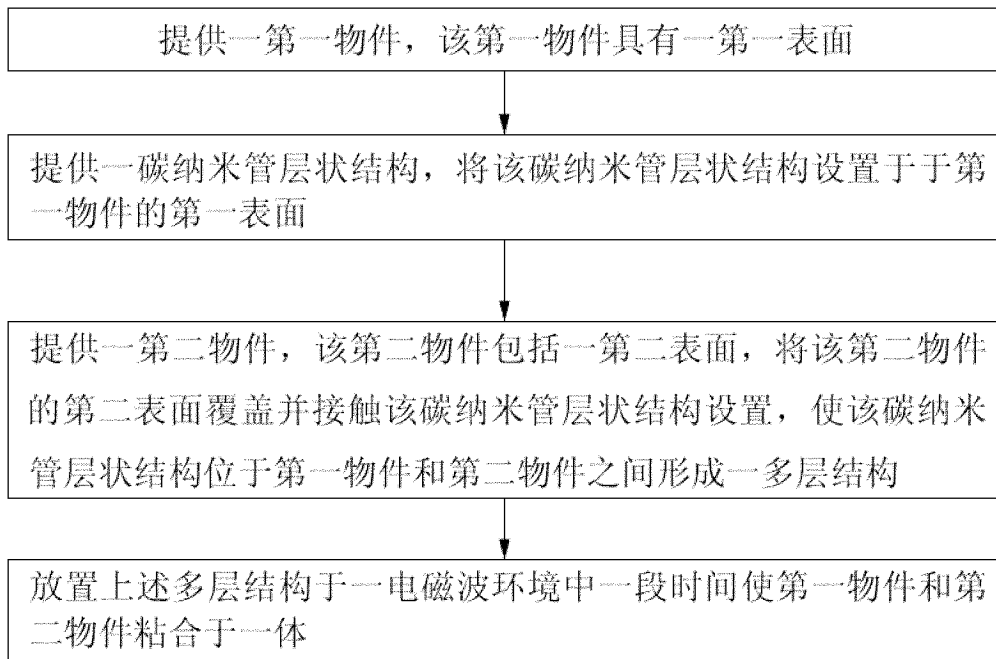 提供一第一物件，该第一物件具有一第一表面
提供一碳纳米管层状结构，将该碳纳米管层状结构设置于于第
一物件的第一表面
提供一第二物件，该第二物件包括一第二表面，将该第二物件
的第二表面覆盖并接触该碳纳米管层状结构设置，使该碳纳米
管层状结构位于第一物件和第二物件之间形成一多层结构
放置上述多层结构于一电磁波环境中一段时间使第一物件和第
二物件粘合于一体